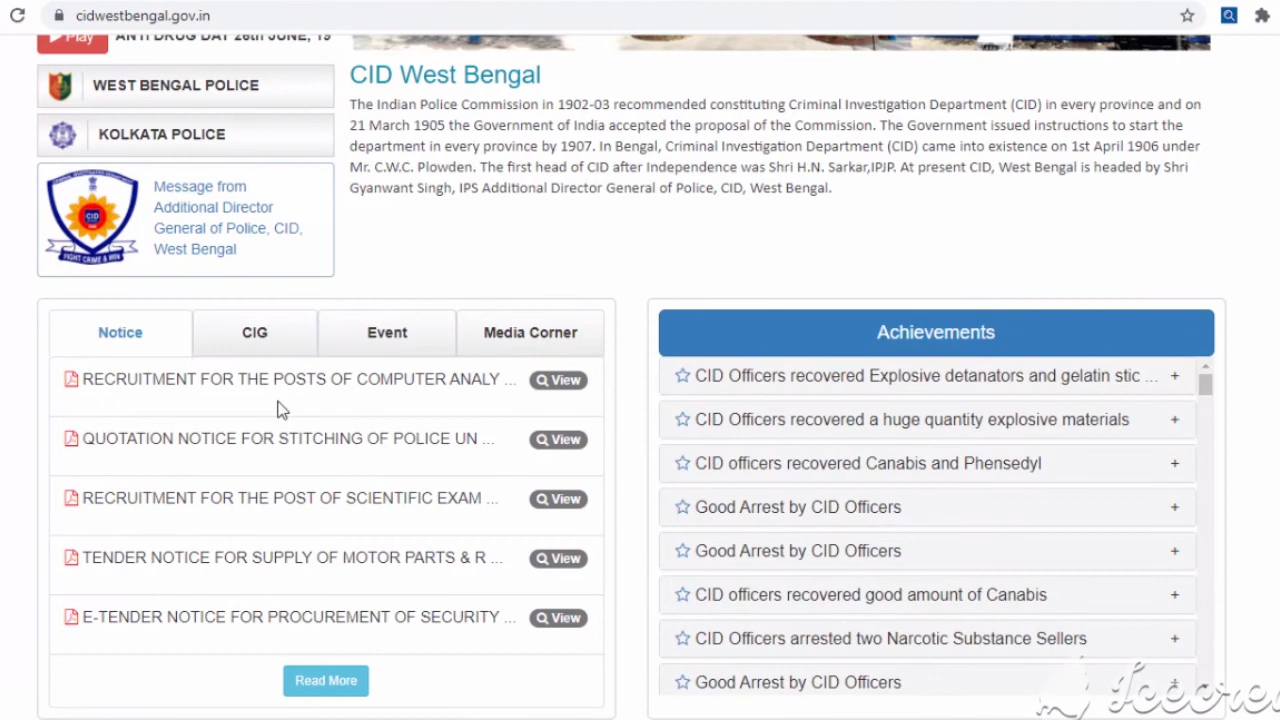 cidwestbengal.gov.in
Play
ANTI DRUG DAY 26th JUNE, 19
WEST BENGAL POLICE
KOLKATA POLICE
CID
FIGHT CRIME & WIN
Message from
Additional Director
General of Police, CID,
West Bengal
CID West Bengal
The Indian Police Commission in 1902-03 recommended constituting Criminal Investigation Department (CID) in every province and on
21 March 1905 the Government of India accepted the proposal of the Commission. The Government issued instructions to start the
department in every province by 1907. In Bengal, Criminal Investigation Department (CID) came into existence on 1st April 1906 under
Mr. C.W.C. Plowden. The first head of CID after Independence was Shri H.N. Sarkar,IPJP. At present CID, West Bengal is headed by Shri
Gyanwant Singh, IPS Additional Director General of Police, CID, West Bengal.
Notice CIG Event Media Corner
RECRUITMENT FOR THE POSTS OF COMPUTER ANALY ... View
QUOTATION NOTICE FOR STITCHING OF POLICE UN ... View
RECRUITMENT FOR THE POST OF SCIENTIFIC EXAM ... View
TENDER NOTICE FOR SUPPLY OF MOTOR PARTS & R ... View
E-TENDER NOTICE FOR PROCUREMENT OF SECURITY ... View
Read More
Achievements
CID Officers recovered Explosive detanators and gelatin stic ... +
CID Officers recovered a huge quantity explosive materials +
CID officers recovered Canabis and Phensedyl +
Good Arrest by CID Officers +
Good Arrest by CID Officers +
CID officers recovered good amount of Canabis +
CID Officers arrested two Narcotic Substance Sellers +
Good Arrest by CID Officers +